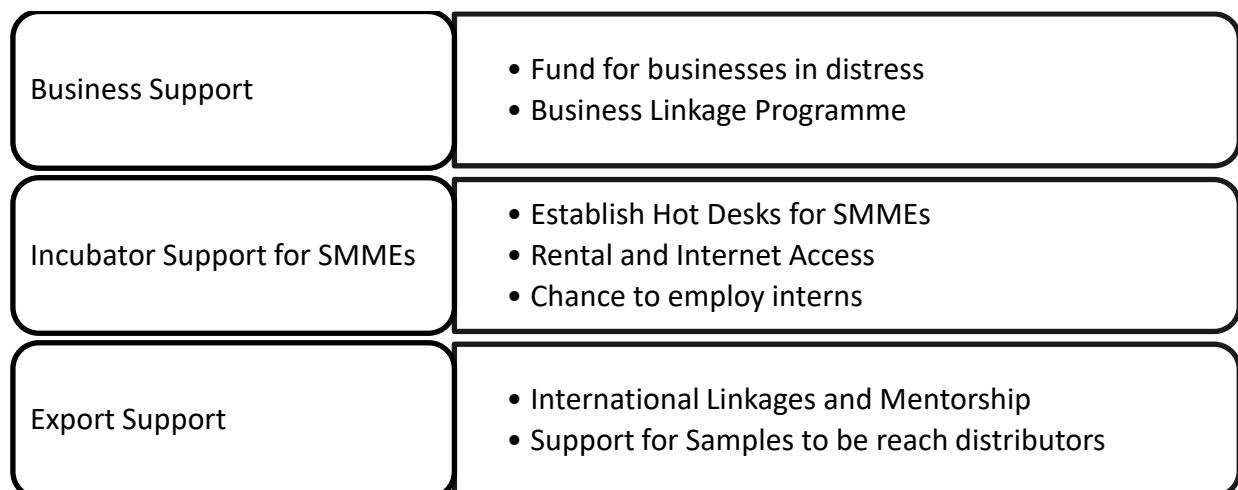 Business Support
• Fund for businesses in distress
• Business Linkage Programme
Incubator Support for SMMEs
• Establish Hot Desks for SMMEs
• Rental and Internet Access
• Chance to employ interns
Export Support
• International Linkages and Mentorship
• Support for Samples to be reach distributors